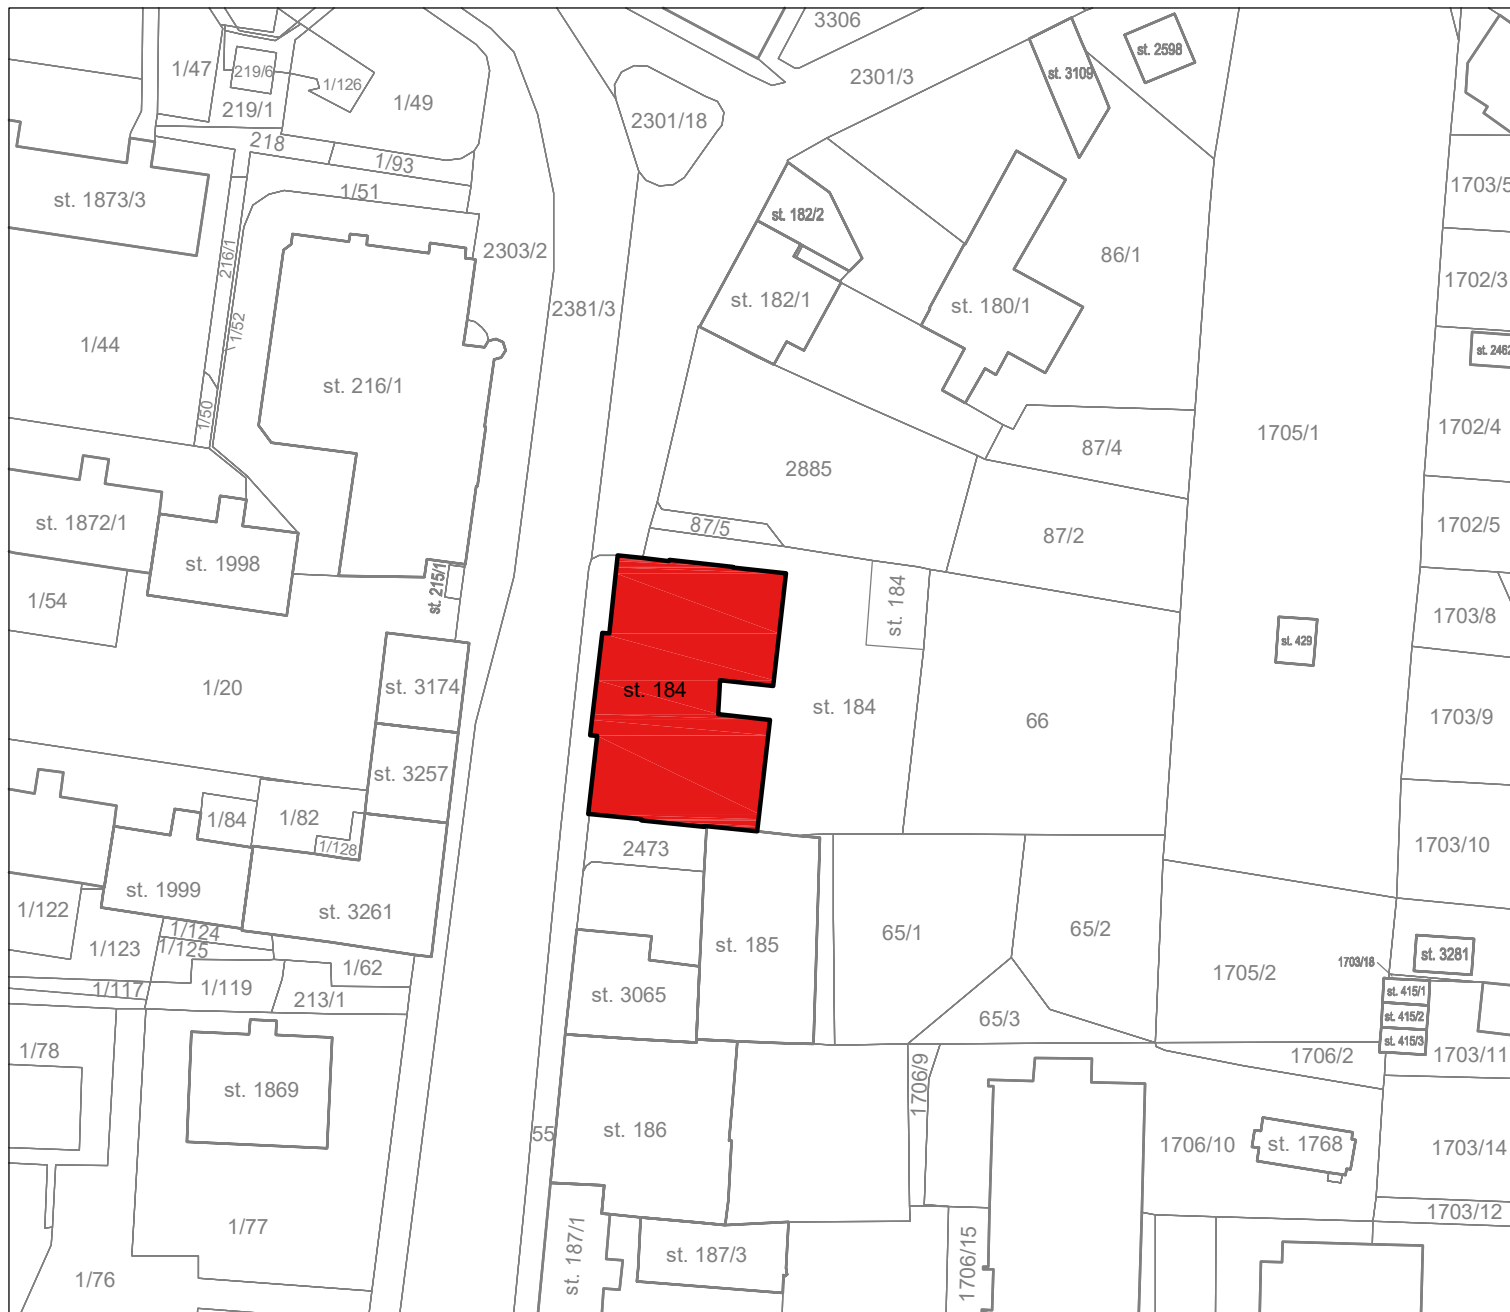 3306
1/47
219/6
1/126
1/49
219/1
2301/3
st. 2598
st. 3109
2301/18
218
1/93
1/51
1703/5
st. 1873/3
st. 182/2
2303/2
216/1
86/1
1702/3
st. 182/1
st. 180/1
2381/3
1/52
1/44
st. 2462
st. 216/1
1/50
1702/4
1705/1
87/4
2885
st. 1872/1
87/5
1702/5
87/2
st. 1998
st. 215/1
st. 184
1/54
1703/8
st. 429
1/20
st. 3174
st. 184
st. 184
66
1703/9
st. 3257
1/84
1/82
1/128
2473
1703/10
st. 1999
st. 3261
1/122
1/124
1/123
1/125
65/1
65/2
st. 185
st. 3281
1703/18
1/62
1705/2
1/117
1/119
213/1
st. 3065
st. 415/1
st. 415/2
65/3
st. 415/3
1/78
1706/2
1703/11
1706/9
st. 1869
55
st. 186
1706/10
st. 1768
1703/14
1703/12
1/77
st. 187/1
st. 187/3
1706/15
1/76